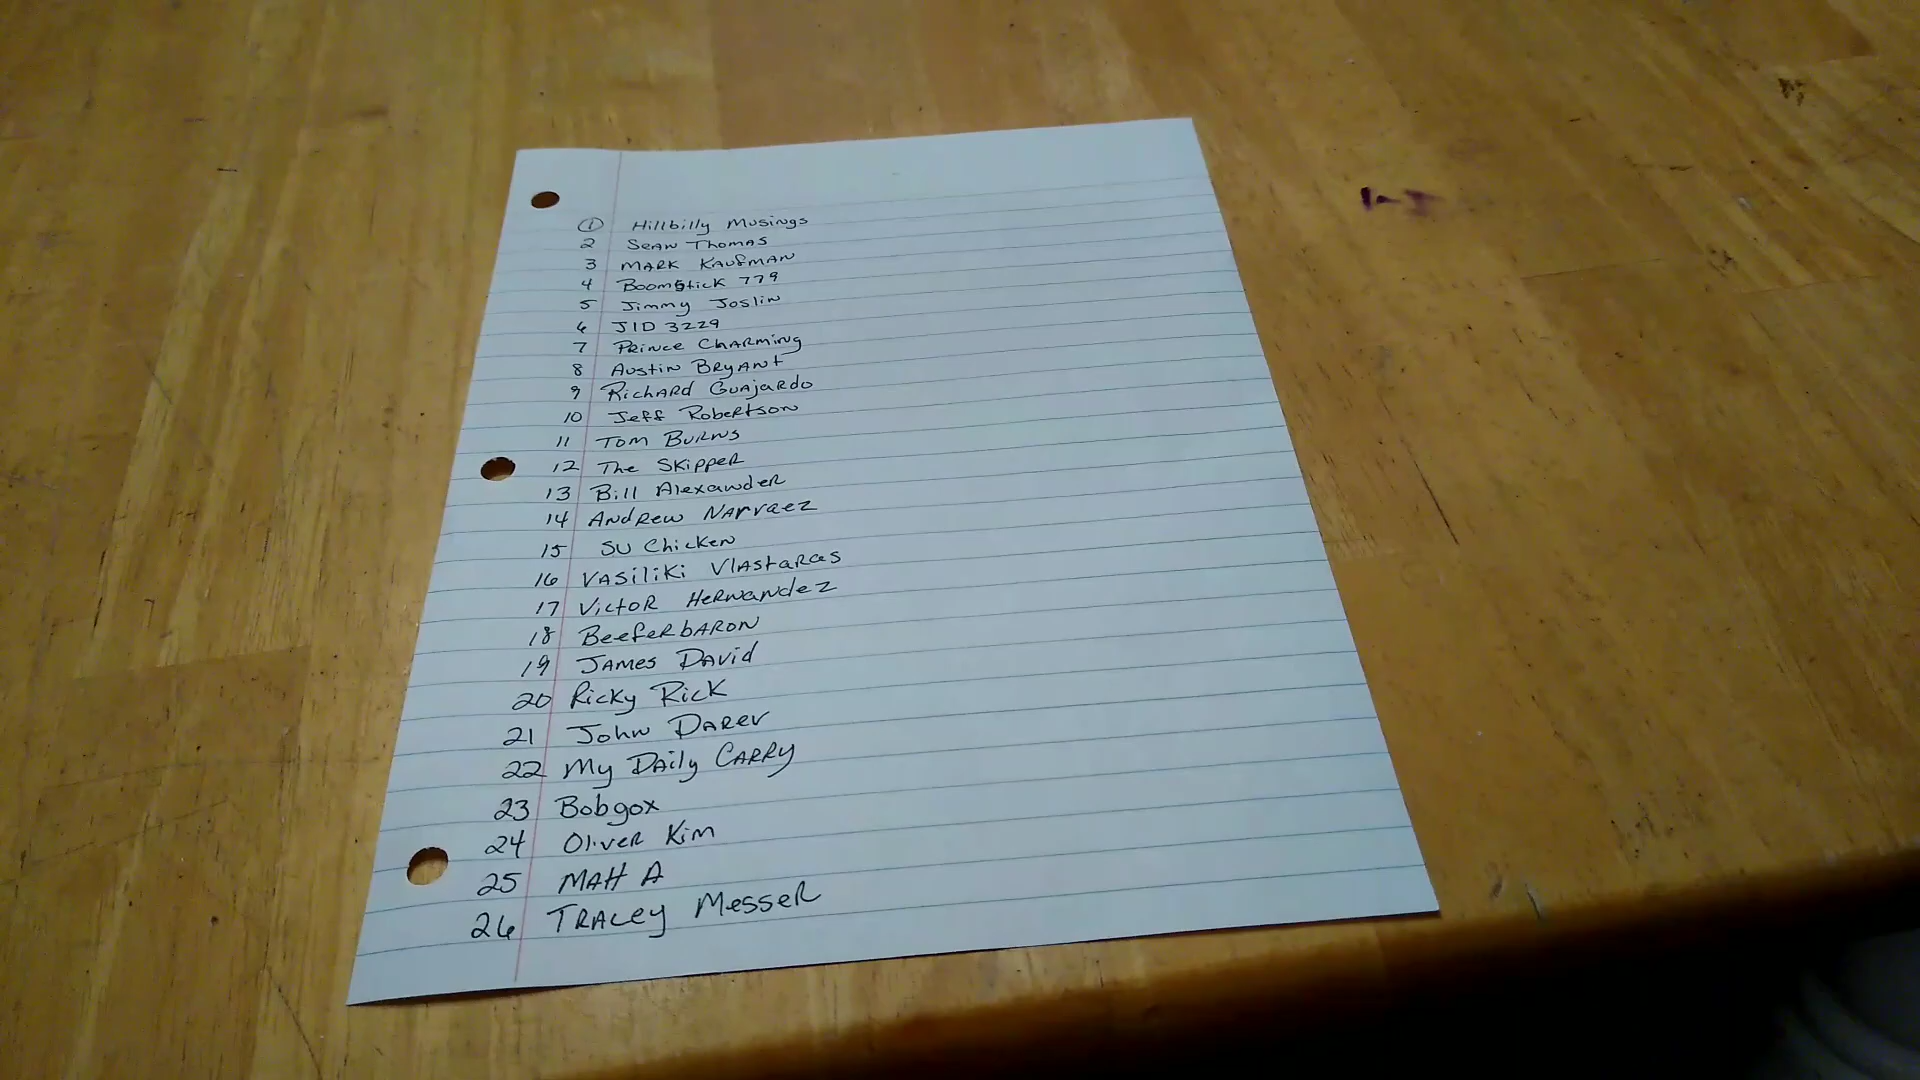 1 Hillbilly Musings
2 Sean Thomas
3 Mark Kaufman
4 Boomstick 779
5 Jimmy Joslin
6 JID 3229
7 Prince Charming
8 Austin Bryant
9 Richard Guajardo
10 Jeff Robertson
11 Tom Burns
12 The Skipper
13 Bill Alexander
14 Andrew Narvaez
15 SU Chicken
16 Vasiliki Vlastaras
17 Victor Hernandez
18 Beeferbaron
19 James David
20 Ricky Rick
21 John Darev
22 My Daily Carry
23 Bobgox
24 Oliver Kim
25 Matt A
26 Tracey Messer